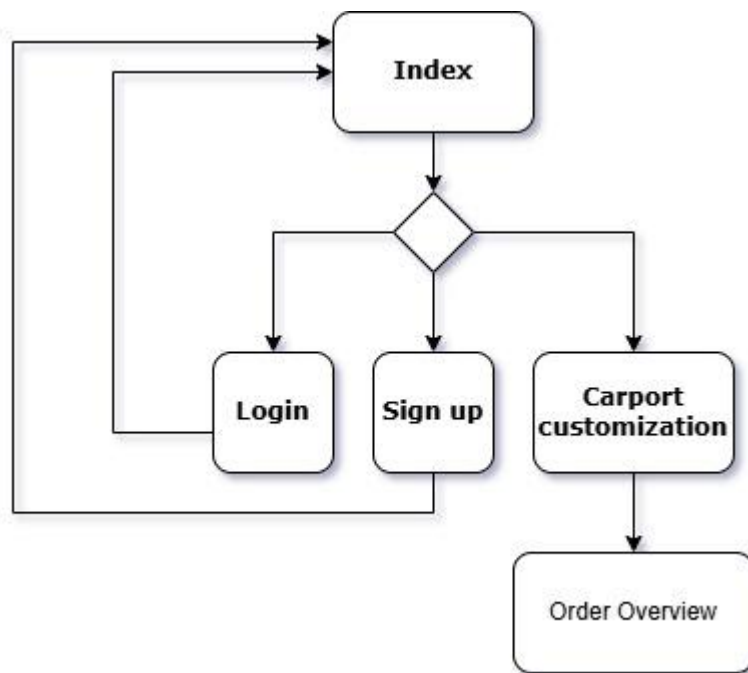 Index
Login
Sign up
Carport
customization
Order Overview